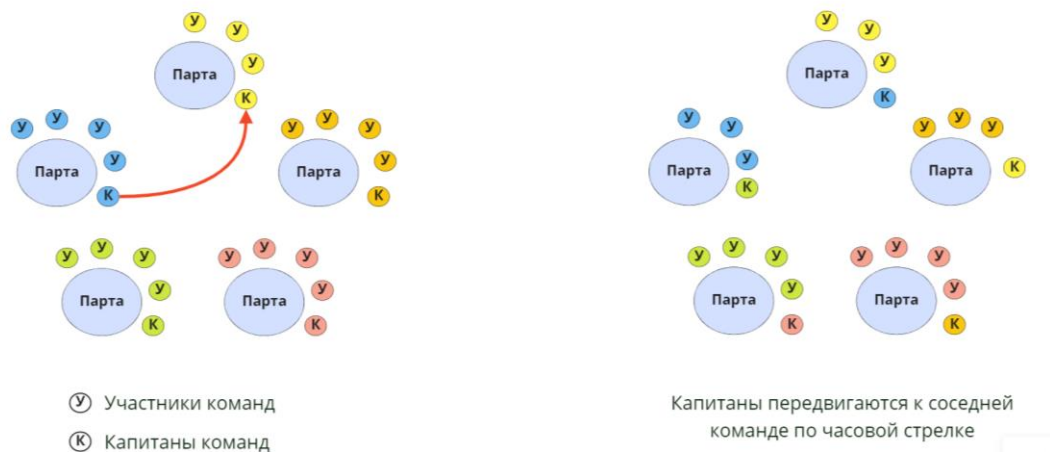 У У У
Парта
К
У У У
Парта
У
К
У У У
Парта
У
К
У У У
Парта
У
К
У У У
Парта
У
К
У Участники команд
К Капитаны команд
У У У
Парта
К
У У
Парта
У
К
У У У
Парта
К
У У У
Парта
У
К
У У У
Парта
У
К
Капитаны передвигаются к соседней
команде по часовой стрелке